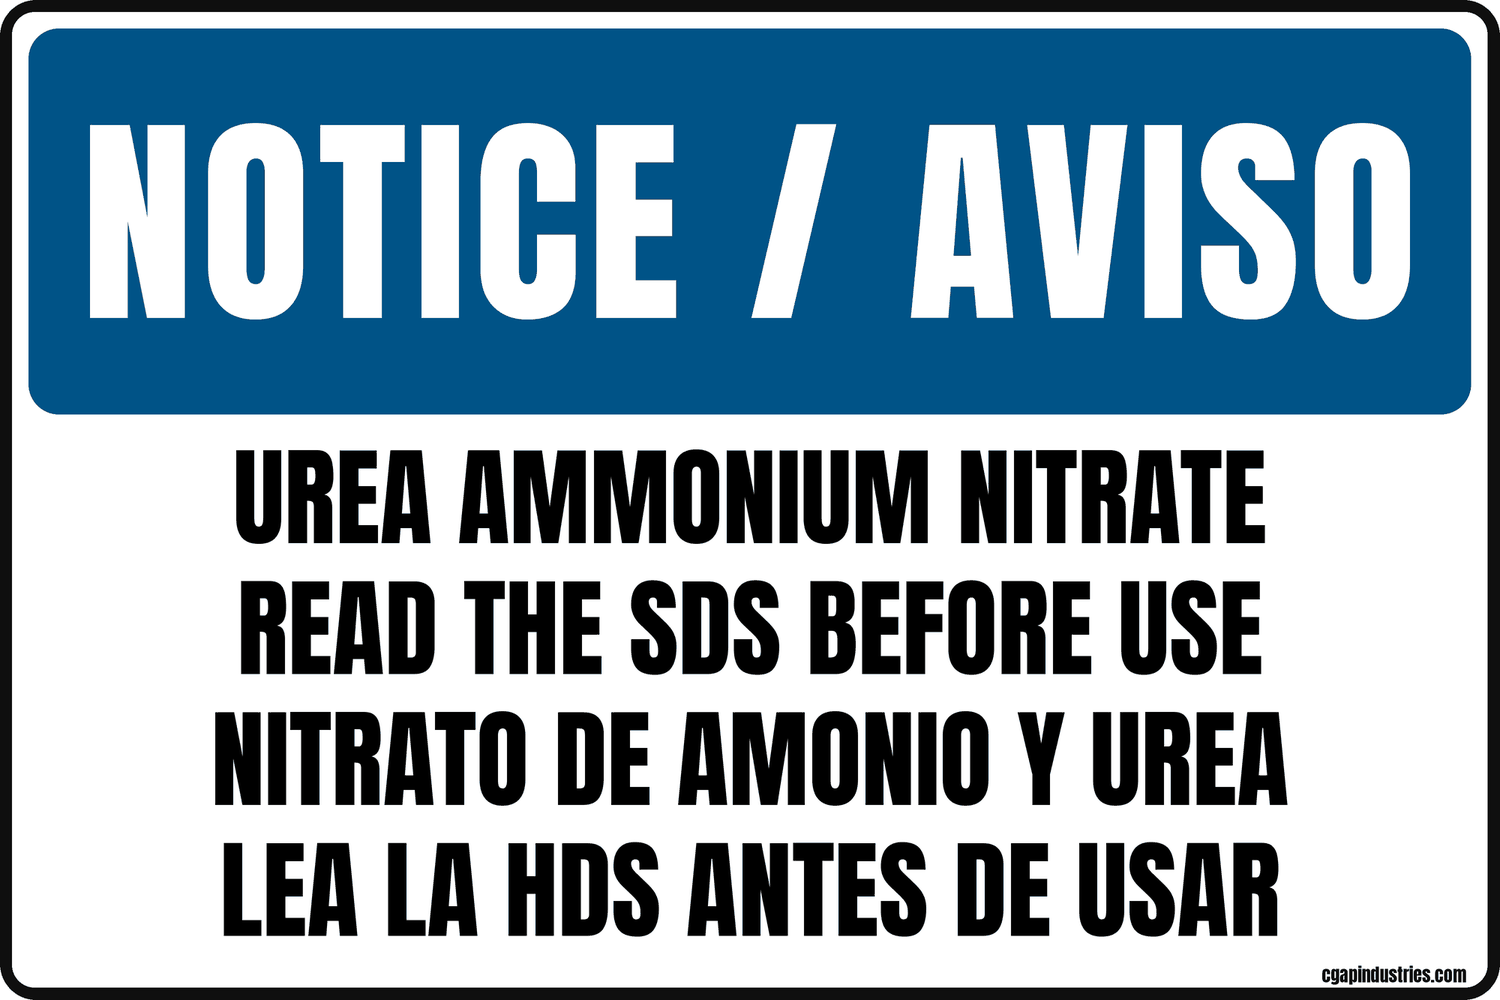 NOTICE / AVISO
UREA AMMONIUM NITRATE
READ THE SDS BEFORE USE
NITRATO DE AMONIO Y UREA
LEA LA HDS ANTES DE USAR
cgapindustries.com